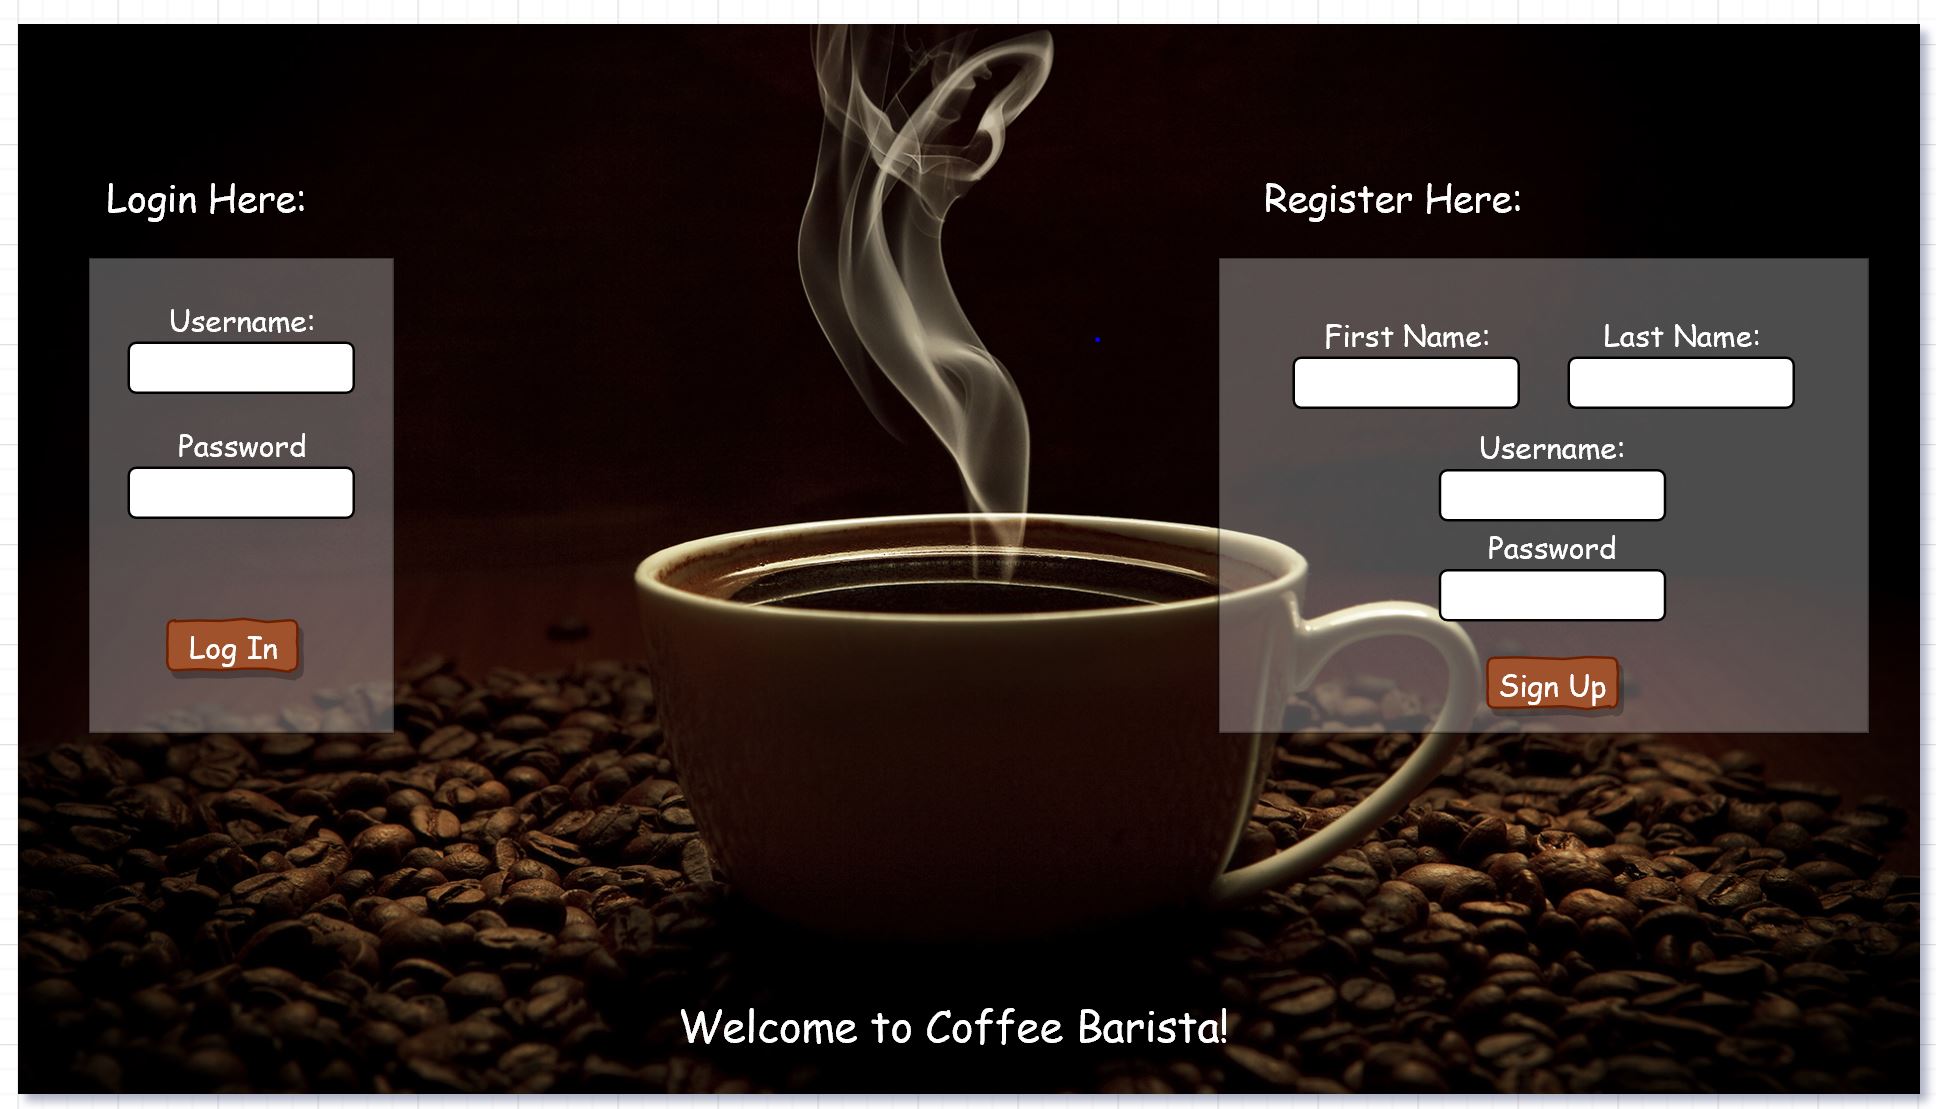 Login Here:
Username:
Password
Log In
Register Here:
First Name:
Last Name:
Username:
Password
Sign Up
Welcome to Coffee Barista!